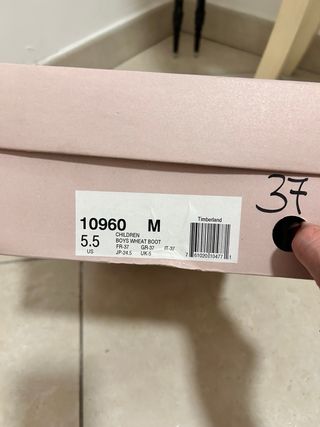 37
10960 M
Timberland
5.5
US
CHILDREN
BOYS WHEAT BOOT
FR-37 GR-37 IT-37
JP-24.5 UK-5